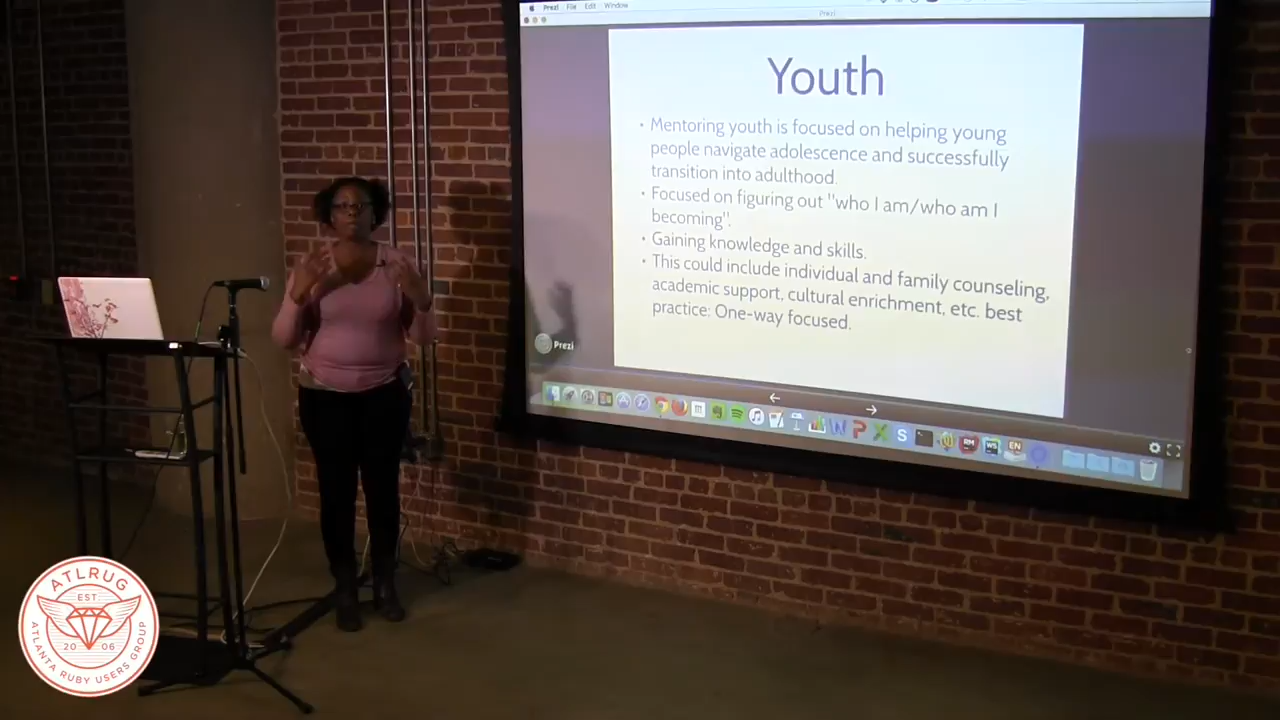 Prezi File Edit Window
Prezi
Youth
• Mentoring youth is focused on helping young
people navigate adolescence and successfully
transition into adulthood.
• Focused on figuring out "who I am/who am I
becoming".
• Gaining knowledge and skills.
• This could include individual and family counseling,
academic support, cultural enrichment, etc. best
practice: One-way focused.
Prezi
ATLRUG
EST.
20 06
ATLANTA RUBY USERS GROUP